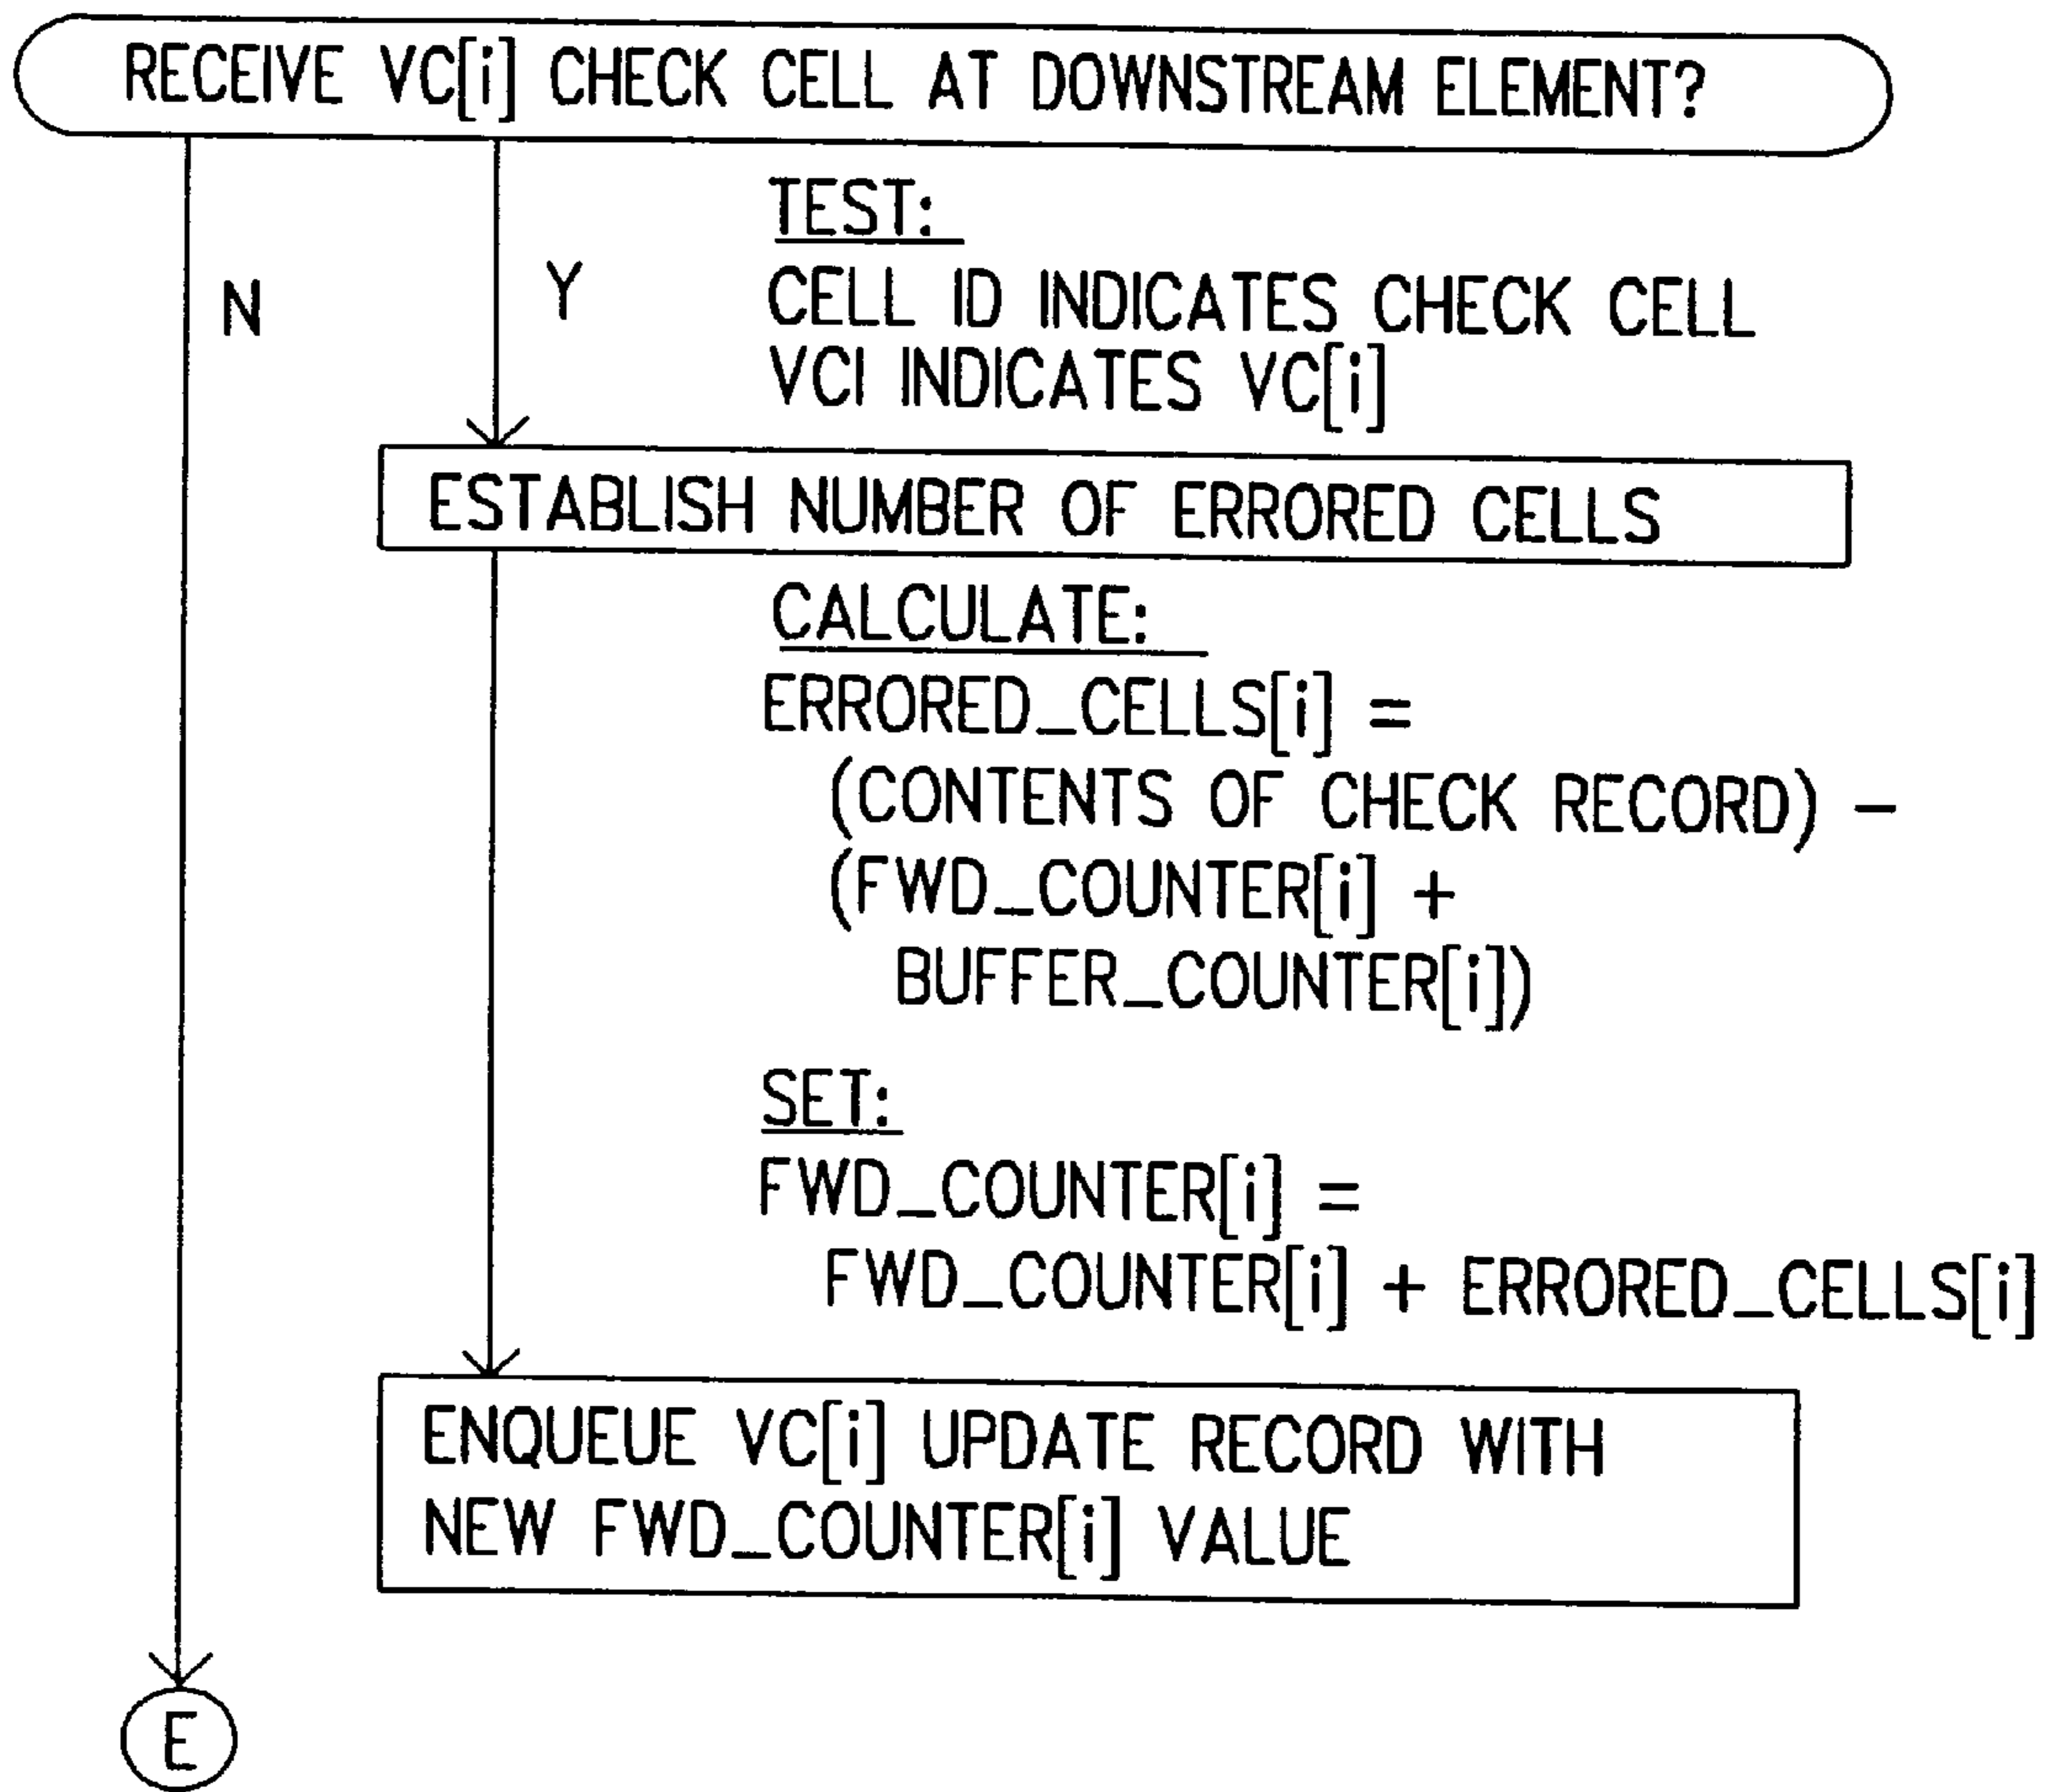 RECEIVE VC[i] CHECK CELL AT DOWNSTREAM ELEMENT?
N
Y
TEST:
CELL ID INDICATES CHECK CELL
VCI INDICATES VC[i]
ESTABLISH NUMBER OF ERRORED CELLS
CALCULATE:
ERRORED_CELLS[i] =
(CONTENTS OF CHECK RECORD) –
(FWD_COUNTER[i] +
BUFFER_COUNTER[i])
SET:
FWD_COUNTER[i] =
FWD_COUNTER[i] + ERRORED_CELLS[i]
ENQUEUE VC[i] UPDATE RECORD WITH
NEW FWD_COUNTER[i] VALUE
E